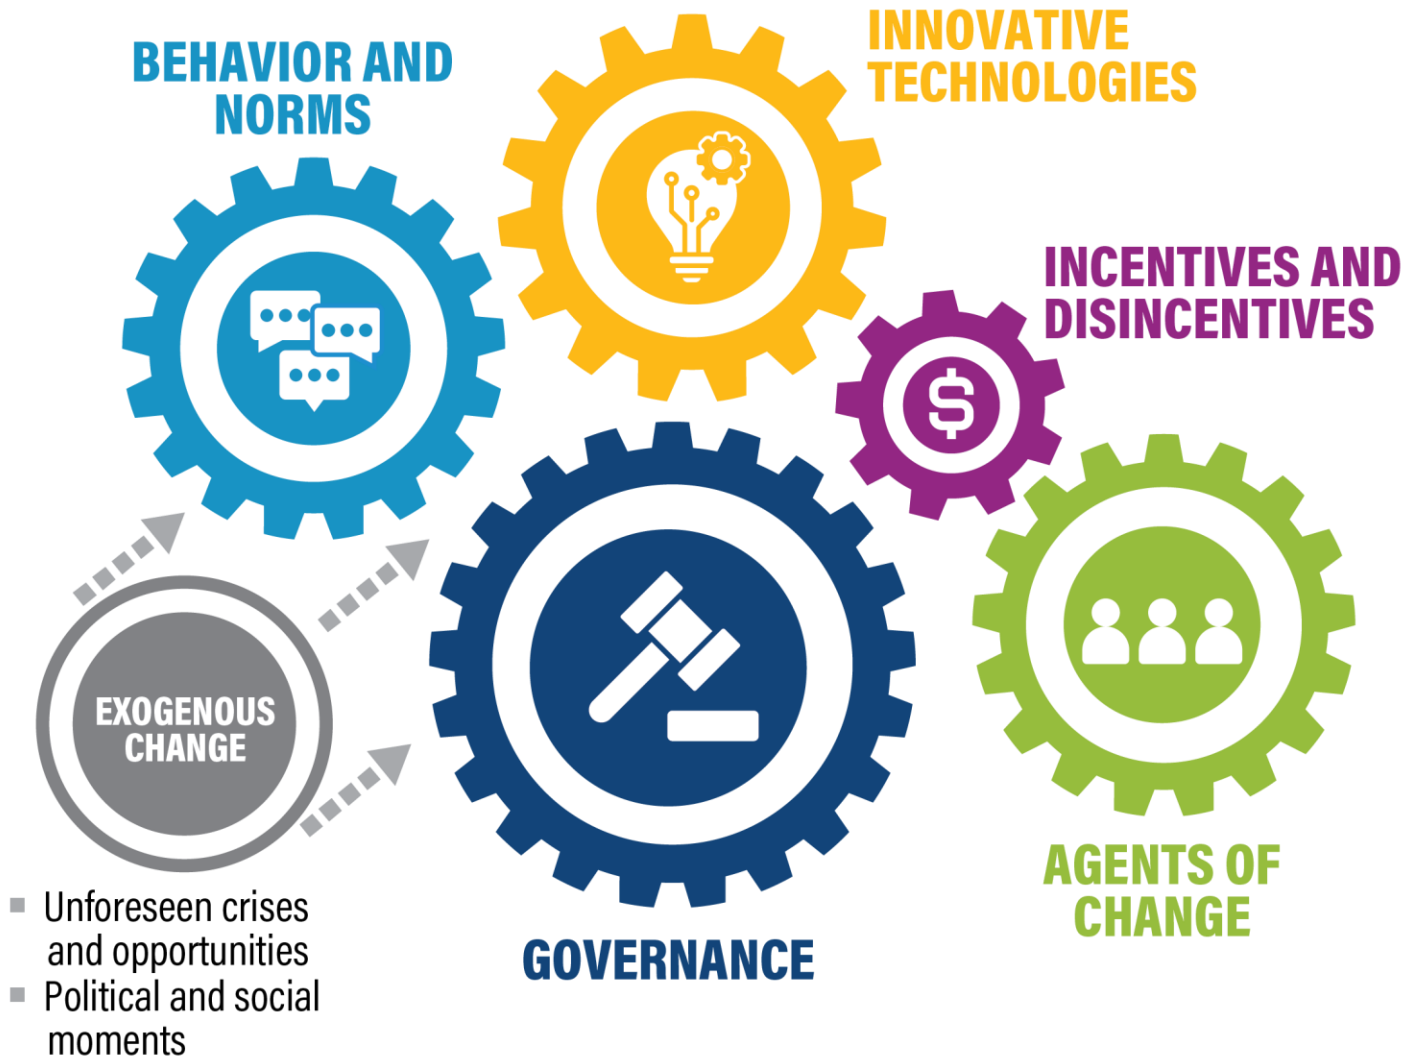 BEHAVIOR AND
NORMS
INNOVATIVE
TECHNOLOGIES
INCENTIVES AND
DISINCENTIVES
$
EXOGENOUS
CHANGE
▪ Unforeseen crises
and opportunities
▪ Political and social
moments
GOVERNANCE
AGENTS OF
CHANGE